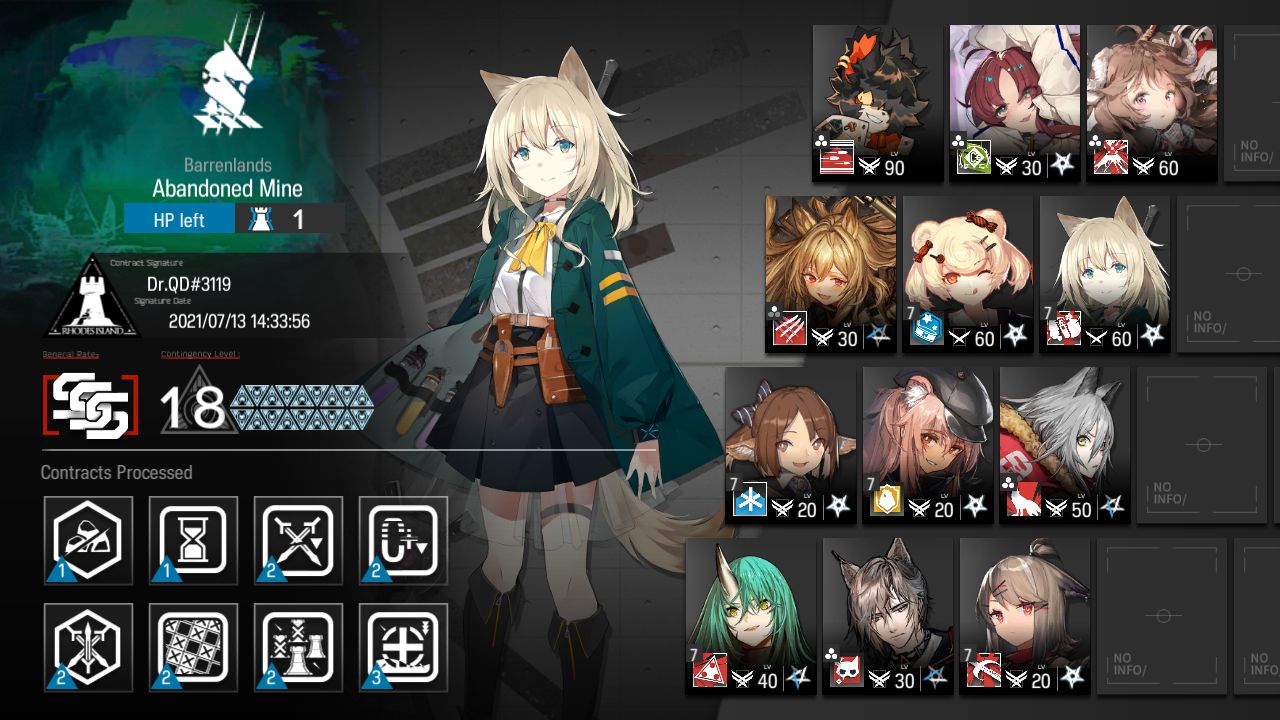 Barrenlands
Abandoned Mine
HP left 1
Contract Signature
Dr.QD#3119
Signature Date
2021/07/13 14:33:56
RHODES ISLAND
General Rate:
Contingency Level:
18
Contracts Processed
1 1 2 2
2 2 2 3
LV 90
LV 30
LV 60
NO INFO/
LV 30
7 LV 60
7 LV 60
NO INFO/
7 LV 20
7 LV 20
LV 50
NO INFO/
7 LV 40
LV 30
7 LV 20
NO INFO/
NO INFO/